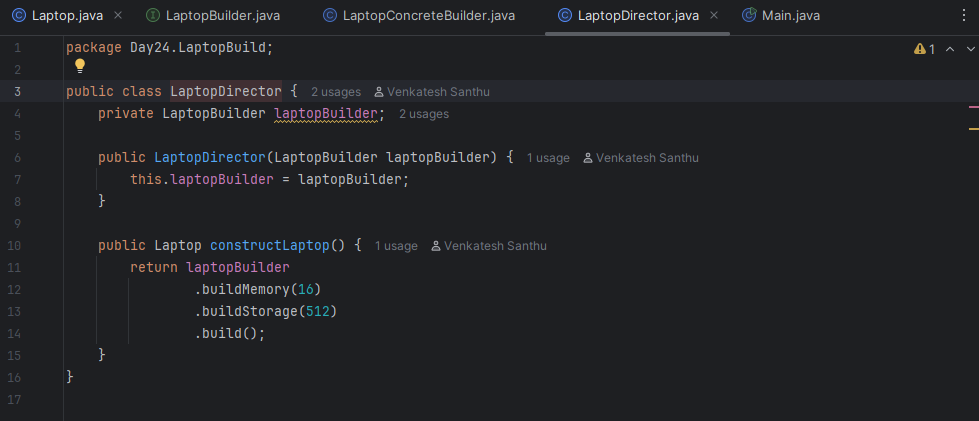 Laptop.java LaptopBuilder.java LaptopConcreteBuilder.java LaptopDirector.java Main.java
1 package Day24.LaptopBuild; 1
2
3 public class LaptopDirector { 2 usages Venkatesh Santhu
4 private LaptopBuilder laptopBuilder; 2 usages
5
6 public LaptopDirector(LaptopBuilder laptopBuilder) { 1 usage Venkatesh Santhu
7 this.laptopBuilder = laptopBuilder;
8 }
9
10 public Laptop constructLaptop() { 1 usage Venkatesh Santhu
11 return laptopBuilder
12 .buildMemory(16)
13 .buildStorage(512)
14 .build();
15 }
16 }
17